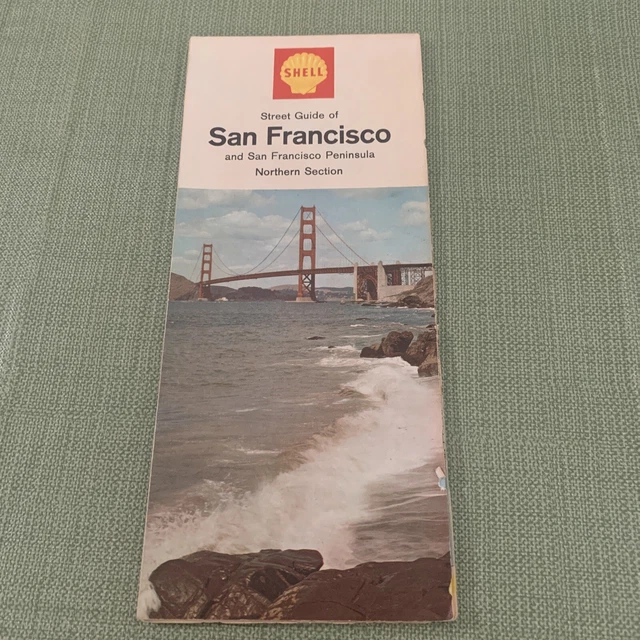 SHELL
Street Guide of
San Francisco
and San Francisco Peninsula
Northern Section